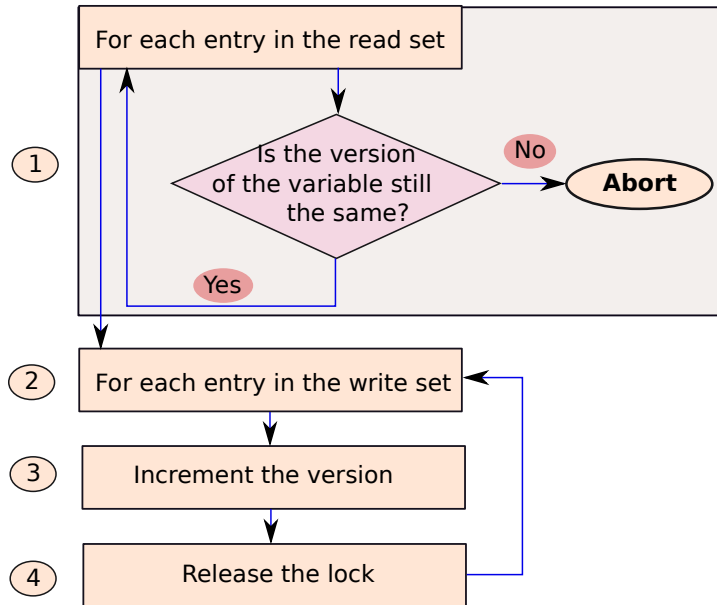 For each entry in the read set
1
Is the version
of the variable still
the same?
No
Abort
Yes
2
For each entry in the write set
3
Increment the version
4
Release the lock